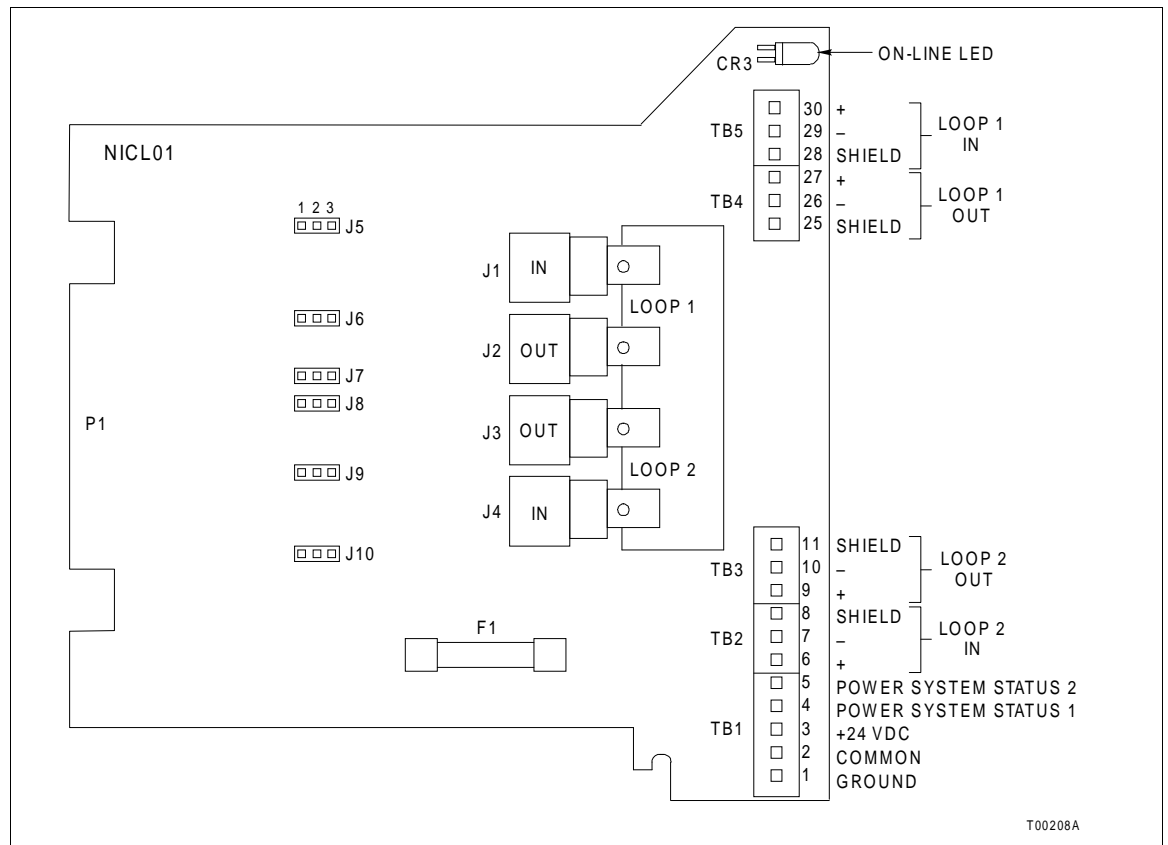 CR3
ON-LINE LED
TB5
30 +
29 –
28 SHIELD
LOOP 1
IN
TB4
27 +
26 –
25 SHIELD
LOOP 1
OUT
NICL01
1 2 3
J5
J6
J7
J8
J9
J10
P1
J1 IN
LOOP 1
J2 OUT
J3 OUT
LOOP 2
J4 IN
F1
TB3
11 SHIELD
10 –
9 +
LOOP 2
OUT
TB2
8 SHIELD
7 –
6 +
LOOP 2
IN
TB1
5 POWER SYSTEM STATUS 2
4 POWER SYSTEM STATUS 1
3 +24 VDC
2 COMMON
1 GROUND
T00208A